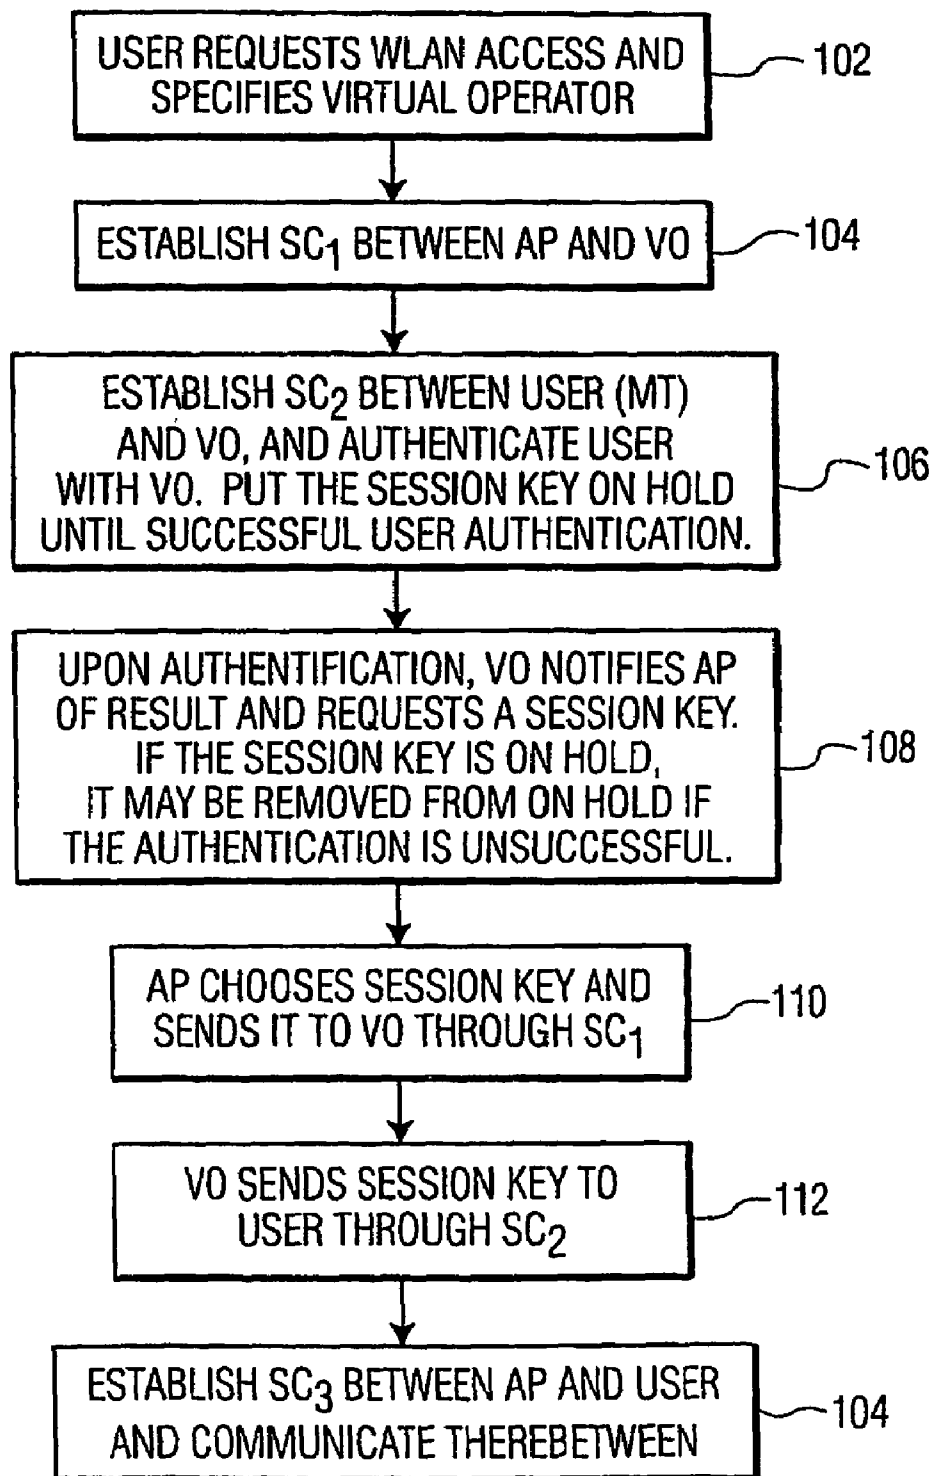 USER REQUESTS WLAN ACCESS AND
SPECIFIES VIRTUAL OPERATOR
102
ESTABLISH SC1 BETWEEN AP AND VO
104
ESTABLISH SC2 BETWEEN USER (MT)
AND VO, AND AUTHENTICATE USER
WITH VO. PUT THE SESSION KEY ON HOLD
UNTIL SUCCESSFUL USER AUTHENTICATION.
106
UPON AUTHENTIFICATION, VO NOTIFIES AP
OF RESULT AND REQUESTS A SESSION KEY.
IF THE SESSION KEY IS ON HOLD,
IT MAY BE REMOVED FROM ON HOLD IF
THE AUTHENTICATION IS UNSUCCESSFUL.
108
AP CHOOSES SESSION KEY AND
SENDS IT TO VO THROUGH SC1
110
VO SENDS SESSION KEY TO
USER THROUGH SC2
112
ESTABLISH SC3 BETWEEN AP AND USER
AND COMMUNICATE THEREBETWEEN
104